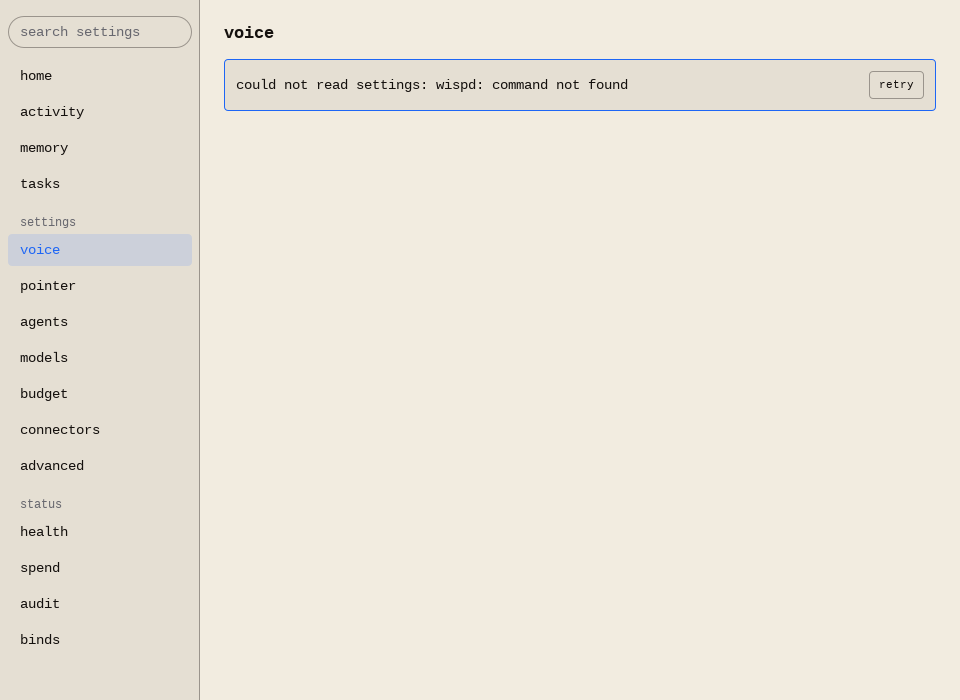 search settings
home
activity
memory
tasks
settings
voice
pointer
agents
models
budget
connectors
advanced
status
health
spend
audit
binds
voice
could not read settings: wispd: command not found
retry